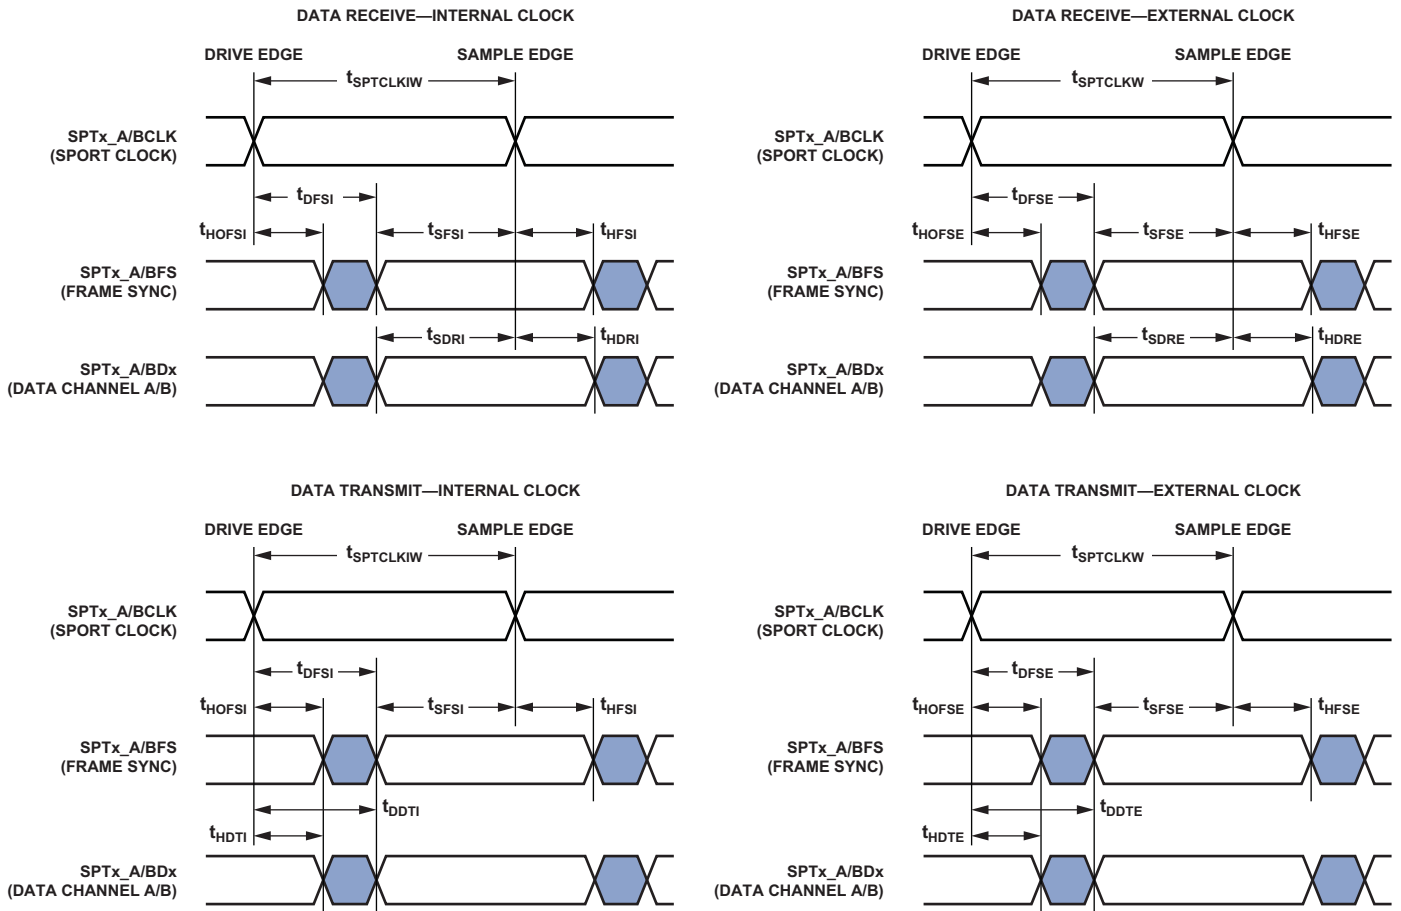 DATA RECEIVE—INTERNAL CLOCK
DRIVE EDGE
SAMPLE EDGE
tSPTCLKIW
SPTx_A/BCLK
(SPORT CLOCK)
tDFSI
tHOFSI
tSFSI
tHFSI
SPTx_A/BFS
(FRAME SYNC)
tSDRI
tHDRI
SPTx_A/BDx
(DATA CHANNEL A/B)
DATA RECEIVE—EXTERNAL CLOCK
DRIVE EDGE
SAMPLE EDGE
tSPTCLKW
SPTx_A/BCLK
(SPORT CLOCK)
tDFSE
tHOFSE
tSFSE
tHFSE
SPTx_A/BFS
(FRAME SYNC)
tSDRE
tHDRE
SPTx_A/BDx
(DATA CHANNEL A/B)
DATA TRANSMIT—INTERNAL CLOCK
DRIVE EDGE
SAMPLE EDGE
tSPTCLKIW
SPTx_A/BCLK
(SPORT CLOCK)
tDFSI
tHOFSI
tSFSI
tHFSI
SPTx_A/BFS
(FRAME SYNC)
tDDTI
tHDTI
SPTx_A/BDx
(DATA CHANNEL A/B)
DATA TRANSMIT—EXTERNAL CLOCK
DRIVE EDGE
SAMPLE EDGE
tSPTCLKW
SPTx_A/BCLK
(SPORT CLOCK)
tDFSE
tHOFSE
tSFSE
tHFSE
SPTx_A/BFS
(FRAME SYNC)
tDDTE
tHDTE
SPTx_A/BDx
(DATA CHANNEL A/B)